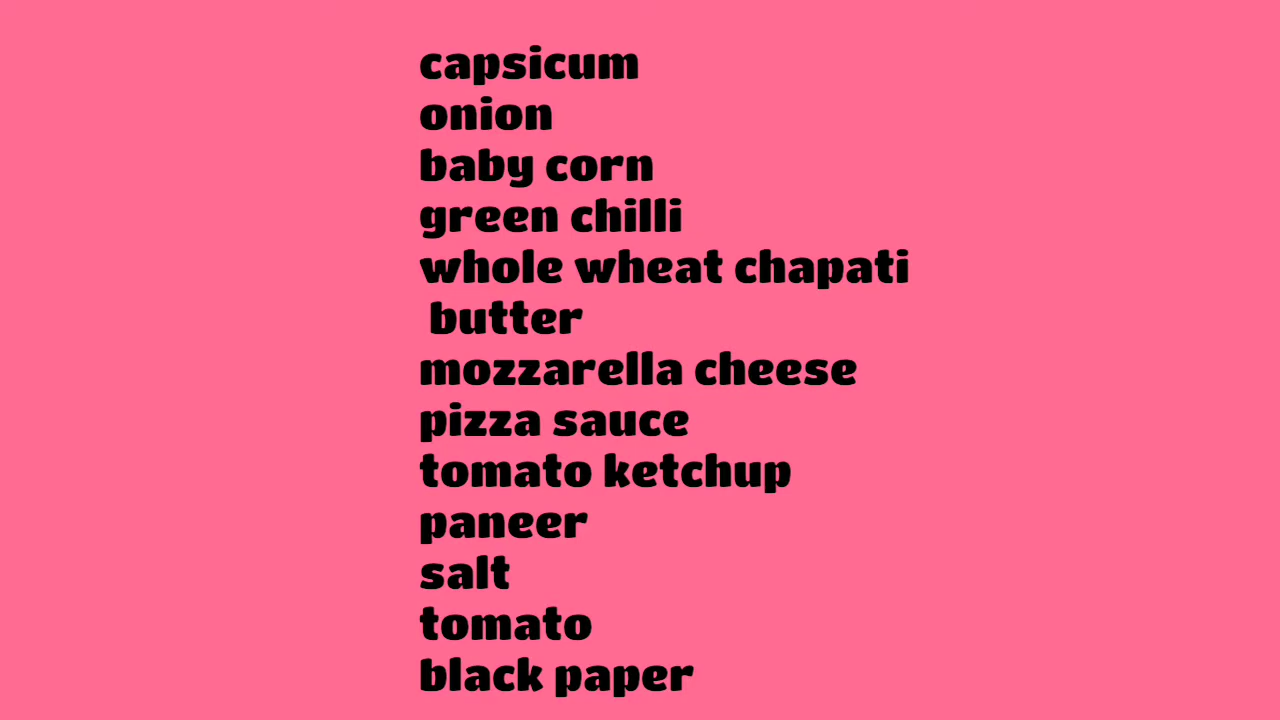 capsicum
onion
baby corn
green chilli
whole wheat chapati
butter
mozzarella cheese
pizza sauce
tomato ketchup
paneer
salt
tomato
black paper